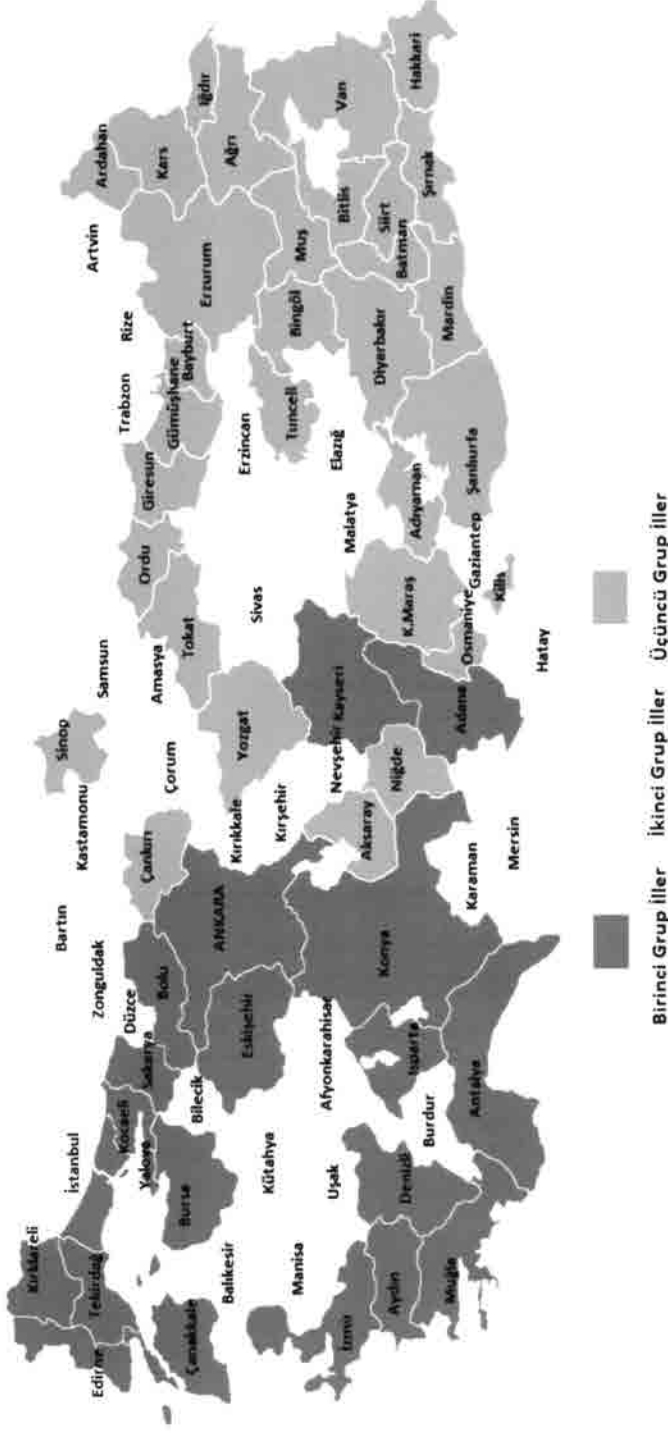 Kırklareli
Edirne
Tekirdağ
İstanbul
Kocaeli
Yalova
Sakarya
Düzce
Zonguldak
Bartın
Kastamonu
Sinop
Samsun
Ordu
Giresun
Trabzon
Rize
Artvin
Ardahan
Kars
Iğdır
Ağrı
Erzurum
Bayburt
Gümüşhane
Tokat
Amasya
Çorum
Çankırı
Bolu
Bilecik
Bursa
Çanakkale
Balıkesir
Kütahya
Eskişehir
ANKARA
Kırıkkale
Kırşehir
Yozgat
Sivas
Erzincan
Tunceli
Bingöl
Muş
Bitlis
Van
Hakkari
Şırnak
Siirt
Batman
Mardin
Diyarbakır
Elazığ
Malatya
Adıyaman
Şanlıurfa
Gaziantep
Kilis
K.Maraş
Osmaniye
Hatay
Adana
Kayseri
Nevşehir
Niğde
Aksaray
Konya
Karaman
Mersin
Antalya
Isparta
Burdur
Afyonkarahisar
Uşak
Denizli
Manisa
İzmir
Aydın
Muğla
Birinci Grup iller
İkinci Grup iller
Üçüncü Grup iller